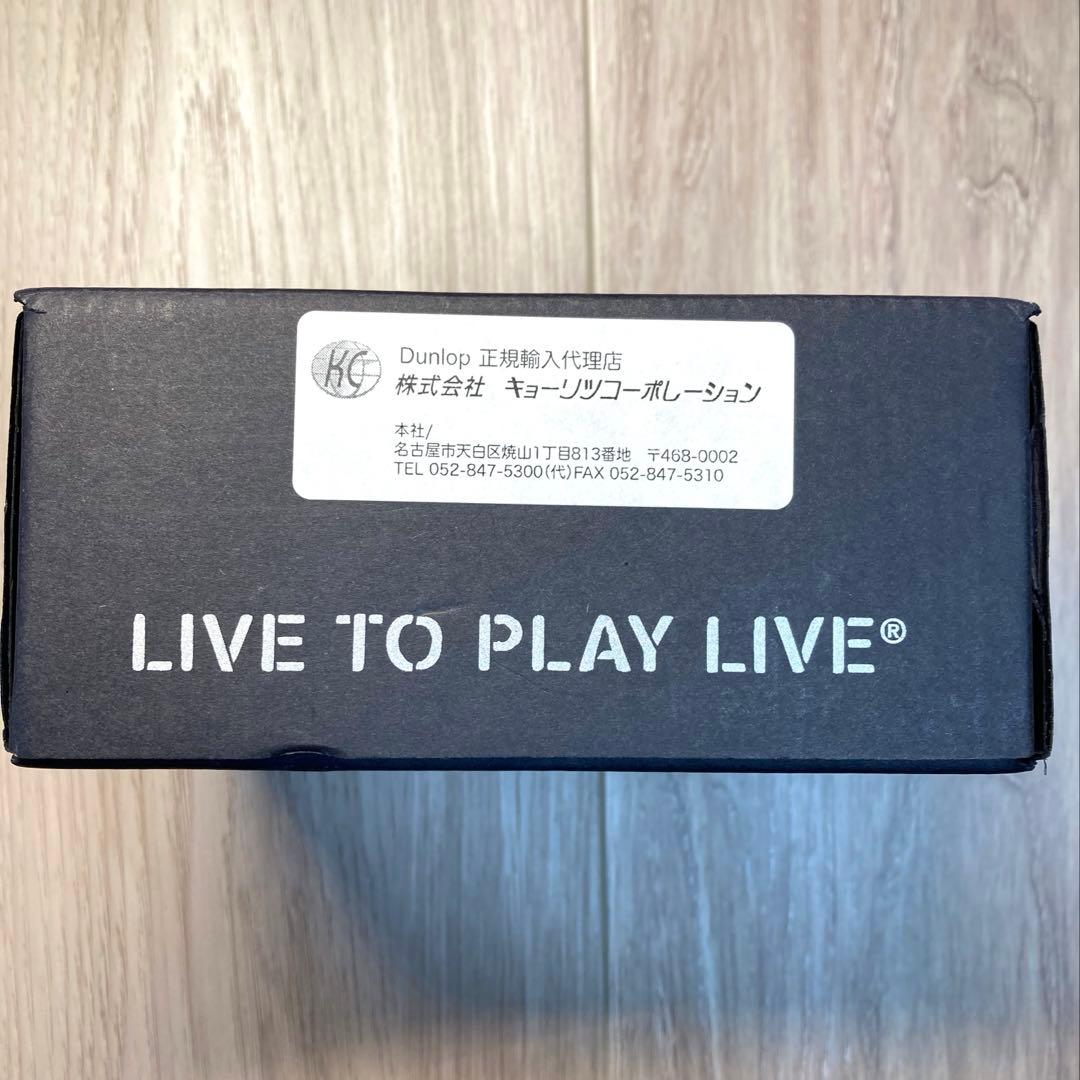 KC
Dunlop 正規輸入代理店
株式会社 キョーリツコーポレーション
本社/
名古屋市天白区焼山1丁目813番地 〒468-0002
TEL 052-847-5300(代)FAX 052-847-5310
LIVE TO PLAY LIVE®